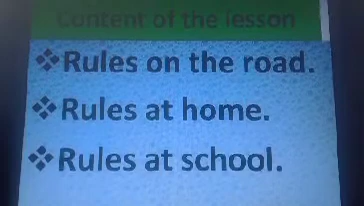 Content of the lesson
❖Rules on the road.
❖Rules at home.
❖Rules at school.